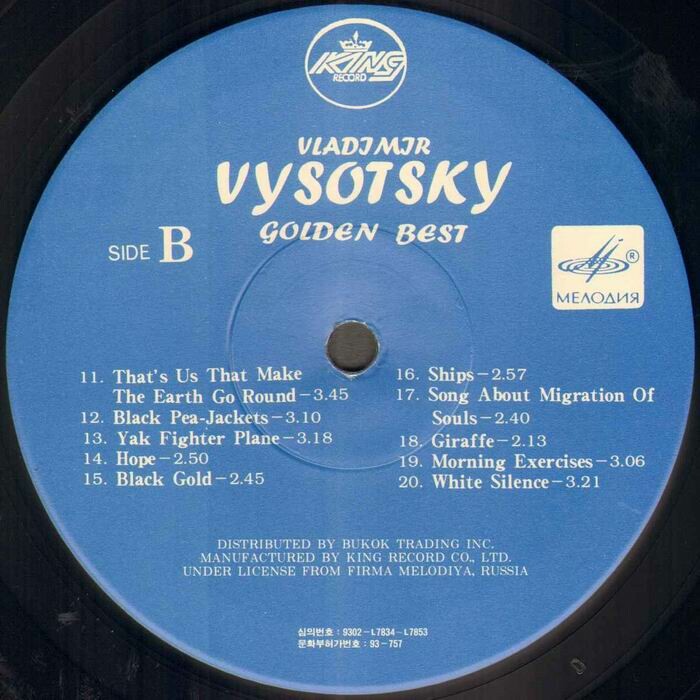 KING
RECORD
VLADIMIR
VYSOTSKY
GOLDEN BEST
SIDE B
®
МЕЛОДИЯ
11. That's Us That Make
The Earth Go Round－3.45
12. Black Pea-Jackets－3.10
13. Yak Fighter Plane－3.18
14. Hope－2.50
15. Black Gold－2.45
16. Ships－2.57
17. Song About Migration Of
Souls－2.40
18. Giraffe－2.13
19. Morning Exercises－3.06
20. White Silence－3.21
DISTRIBUTED BY BUKOK TRADING INC.
MANUFACTURED BY KING RECORD CO., LTD.
UNDER LICENSE FROM FIRMA MELODIYA, RUSSIA
심의번호 : 9302－L7834－L7853
문화부허가번호 : 93－757